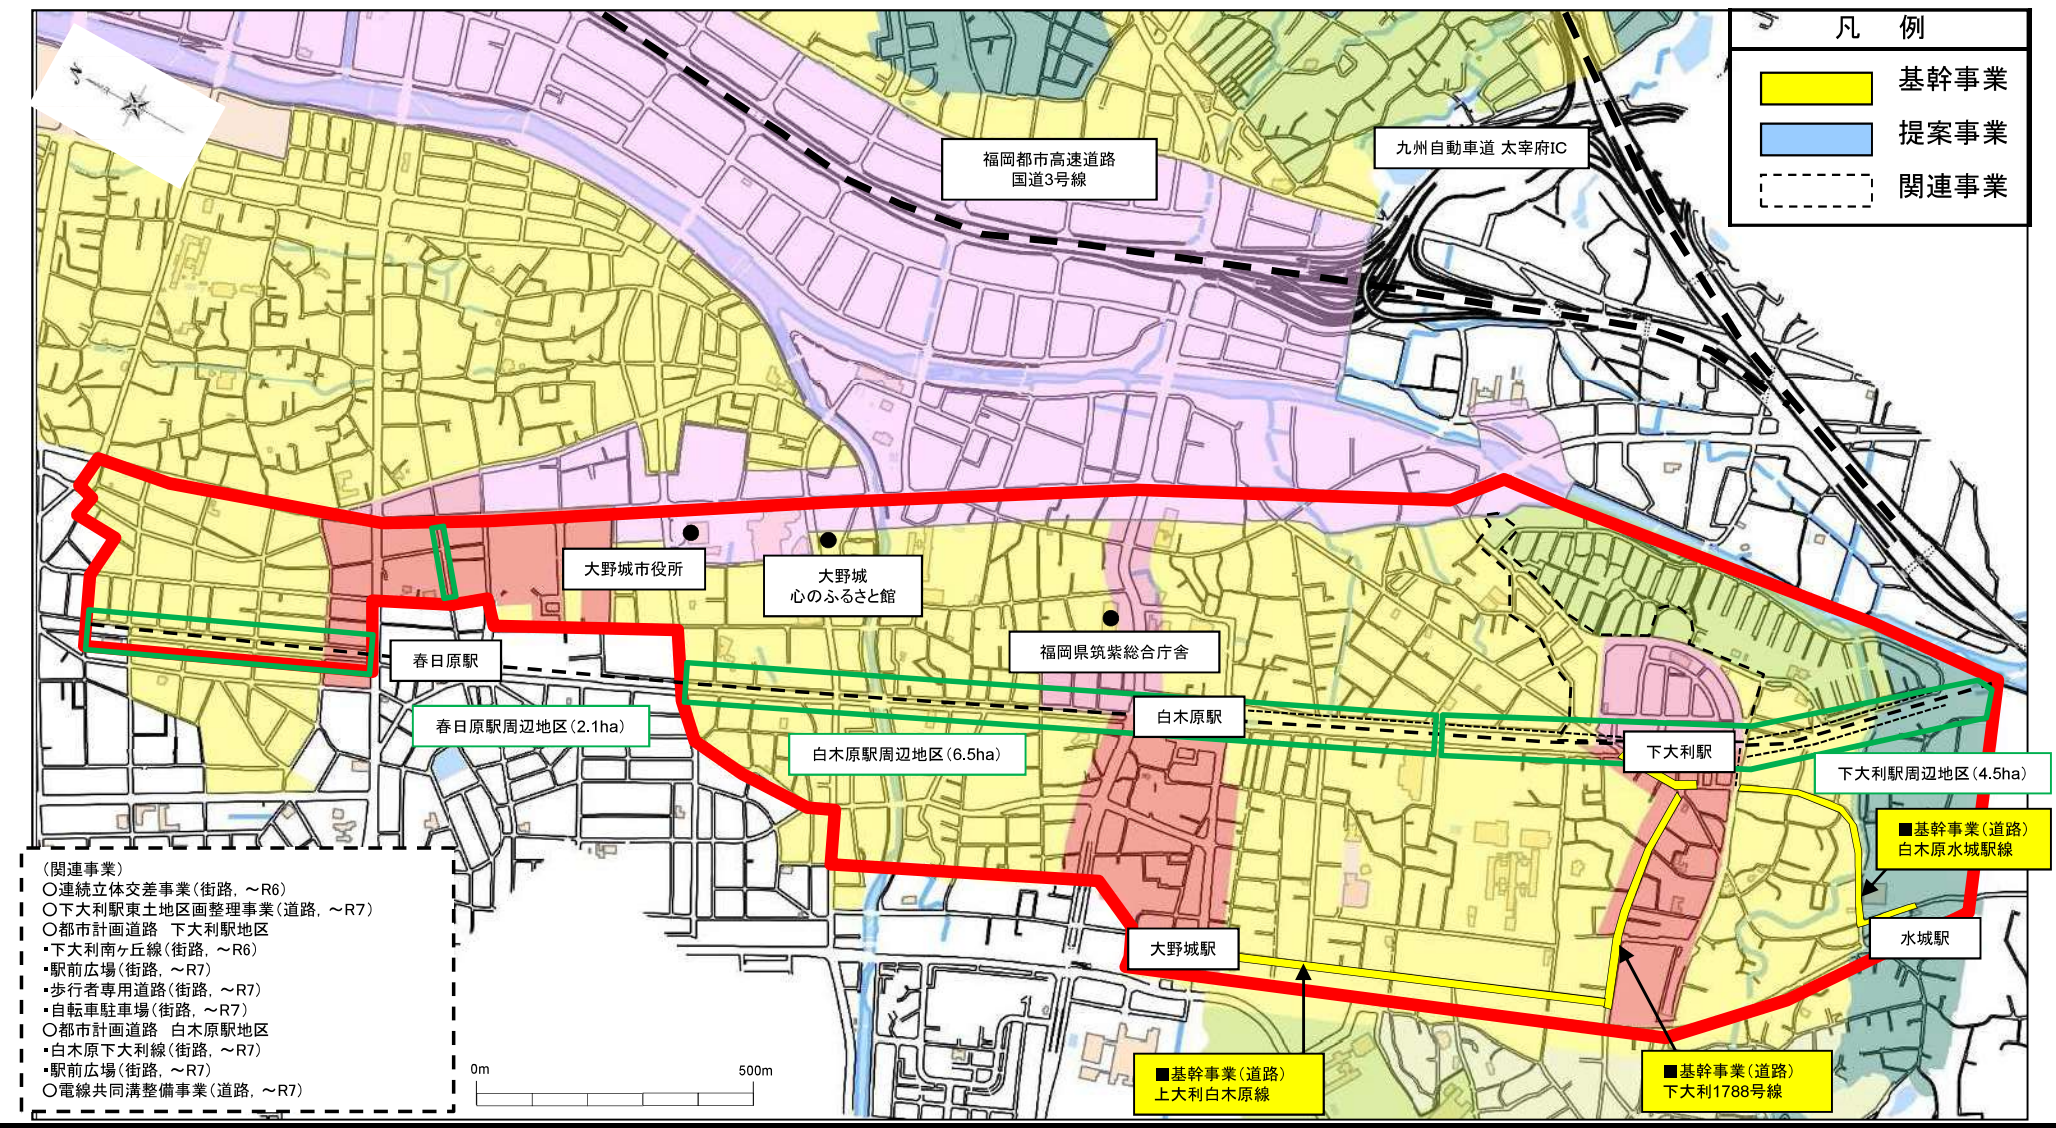 凡　例
基幹事業
提案事業
関連事業
N
福岡都市高速道路
国道3号線
九州自動車道 太宰府IC
大野城市役所
大野城
心のふるさと館
福岡県筑紫総合庁舎
春日原駅
白木原駅
下大利駅
春日原駅周辺地区（2.1ha）
白木原駅周辺地区（6.5ha）
下大利駅周辺地区（4.5ha）
■基幹事業（道路）
白木原水城駅線
大野城駅
水城駅
■基幹事業（道路）
上大利白木原線
■基幹事業（道路）
下大利1788号線
（関連事業）
〇連続立体交差事業（街路，～R6）
〇下大利駅東土地区画整理事業（道路，～R7）
〇都市計画道路　下大利駅地区
・下大利南ヶ丘線（街路，～R6）
・駅前広場（街路，～R7）
・歩行者専用道路（街路，～R7）
・自転車駐車場（街路，～R7）
〇都市計画道路　白木原駅地区
・白木原下大利線（街路，～R7）
・駅前広場（街路，～R7）
〇電線共同溝整備事業（道路，～R7）
0m
500m